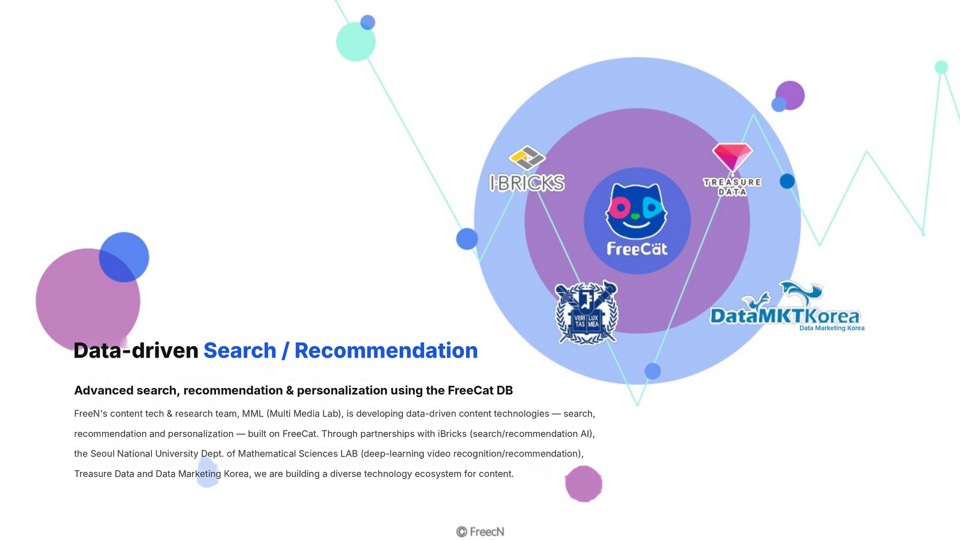 I·BRICKS
TREASURE
DATA
FreeCat
VERI LUX
TAS MEA
DataMKTKorea
Data Marketing Korea
Data-driven Search / Recommendation
Advanced search, recommendation & personalization using the FreeCat DB
FreeN's content tech & research team, MML (Multi Media Lab), is developing data-driven content technologies — search,
recommendation and personalization — built on FreeCat. Through partnerships with iBricks (search/recommendation AI),
the Seoul National University Dept. of Mathematical Sciences LAB (deep-learning video recognition/recommendation),
Treasure Data and Data Marketing Korea, we are building a diverse technology ecosystem for content.
© FreecN